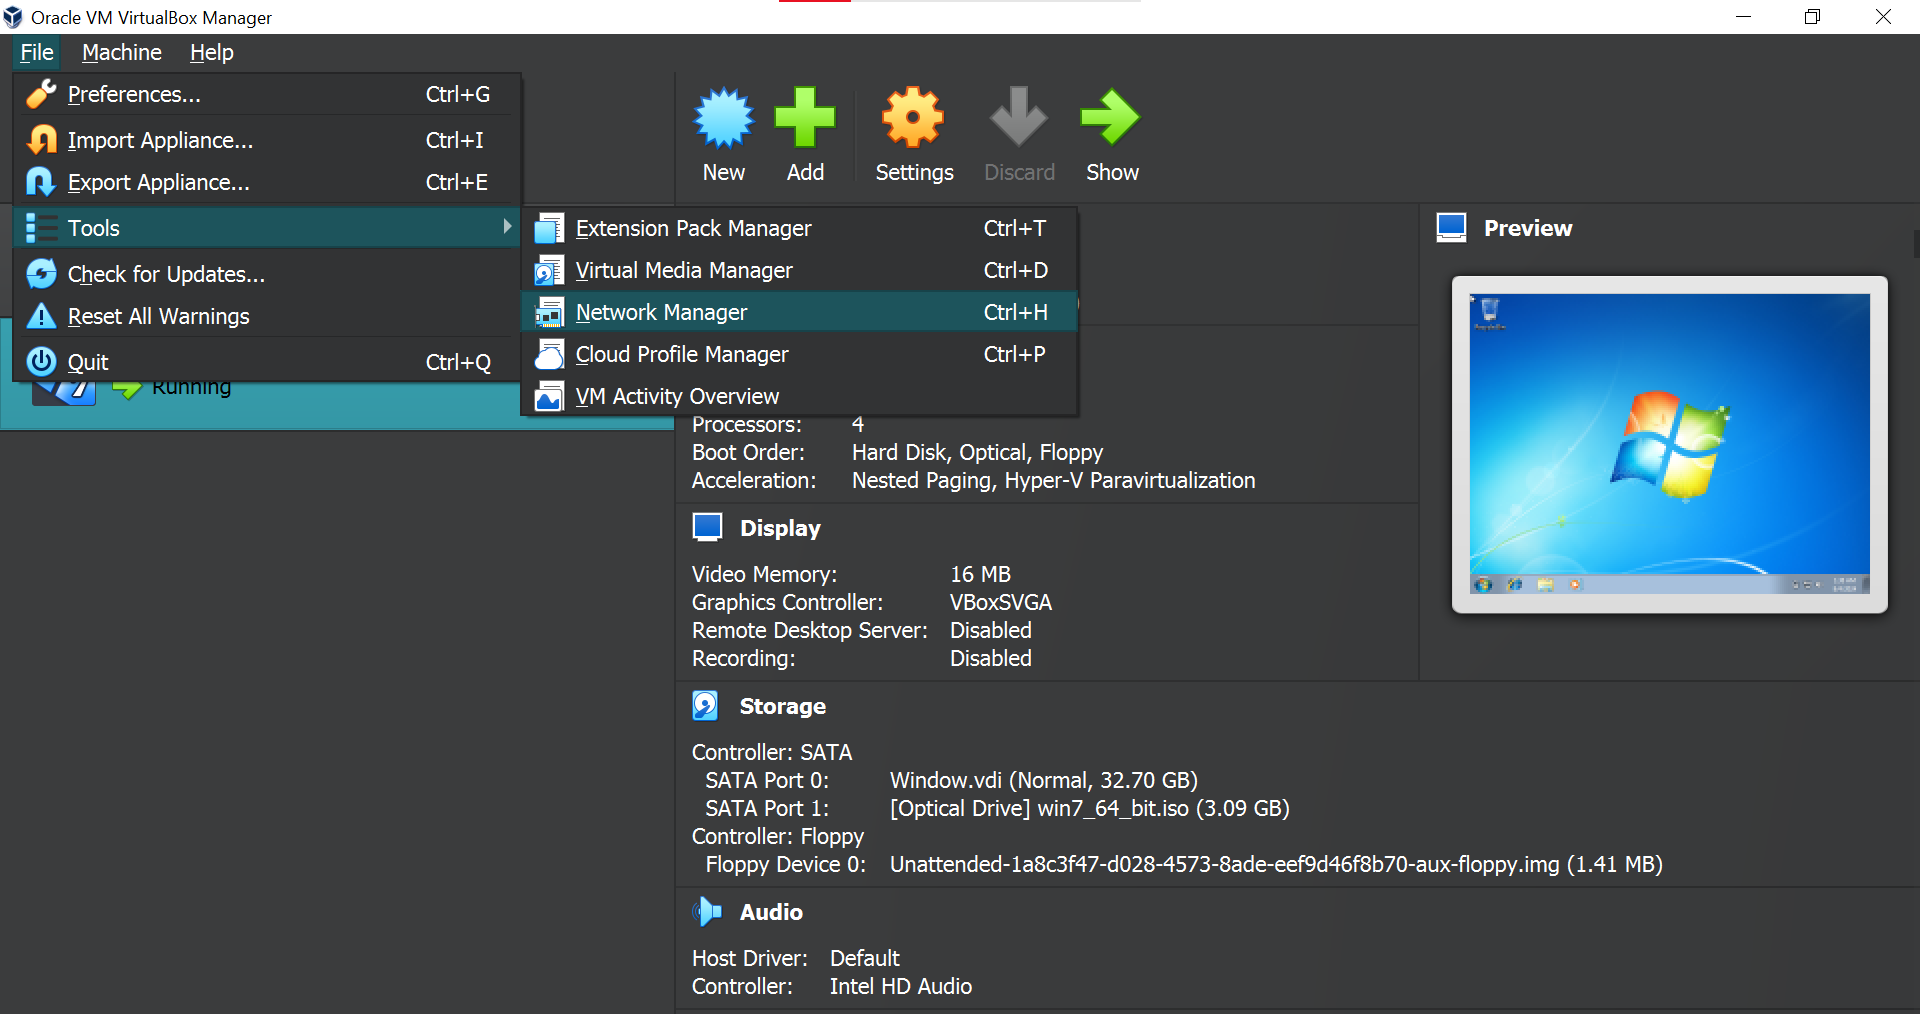 Oracle VM VirtualBox Manager
File Machine Help
Preferences... Ctrl+G
Import Appliance... Ctrl+I
Export Appliance... Ctrl+E
Tools
Check for Updates...
Reset All Warnings
Quit Ctrl+Q
Running
Extension Pack Manager Ctrl+T
Virtual Media Manager Ctrl+D
Network Manager Ctrl+H
Cloud Profile Manager Ctrl+P
VM Activity Overview
New Add Settings Discard Show
Processors: 4
Boot Order: Hard Disk, Optical, Floppy
Acceleration: Nested Paging, Hyper-V Paravirtualization
Display
Video Memory: 16 MB
Graphics Controller: VBoxSVGA
Remote Desktop Server: Disabled
Recording: Disabled
Storage
Controller: SATA
SATA Port 0: Window.vdi (Normal, 32.70 GB)
SATA Port 1: [Optical Drive] win7_64_bit.iso (3.09 GB)
Controller: Floppy
Floppy Device 0: Unattended-1a8c3f47-d028-4573-8ade-eef9d46f8b70-aux-floppy.img (1.41 MB)
Audio
Host Driver: Default
Controller: Intel HD Audio
Preview